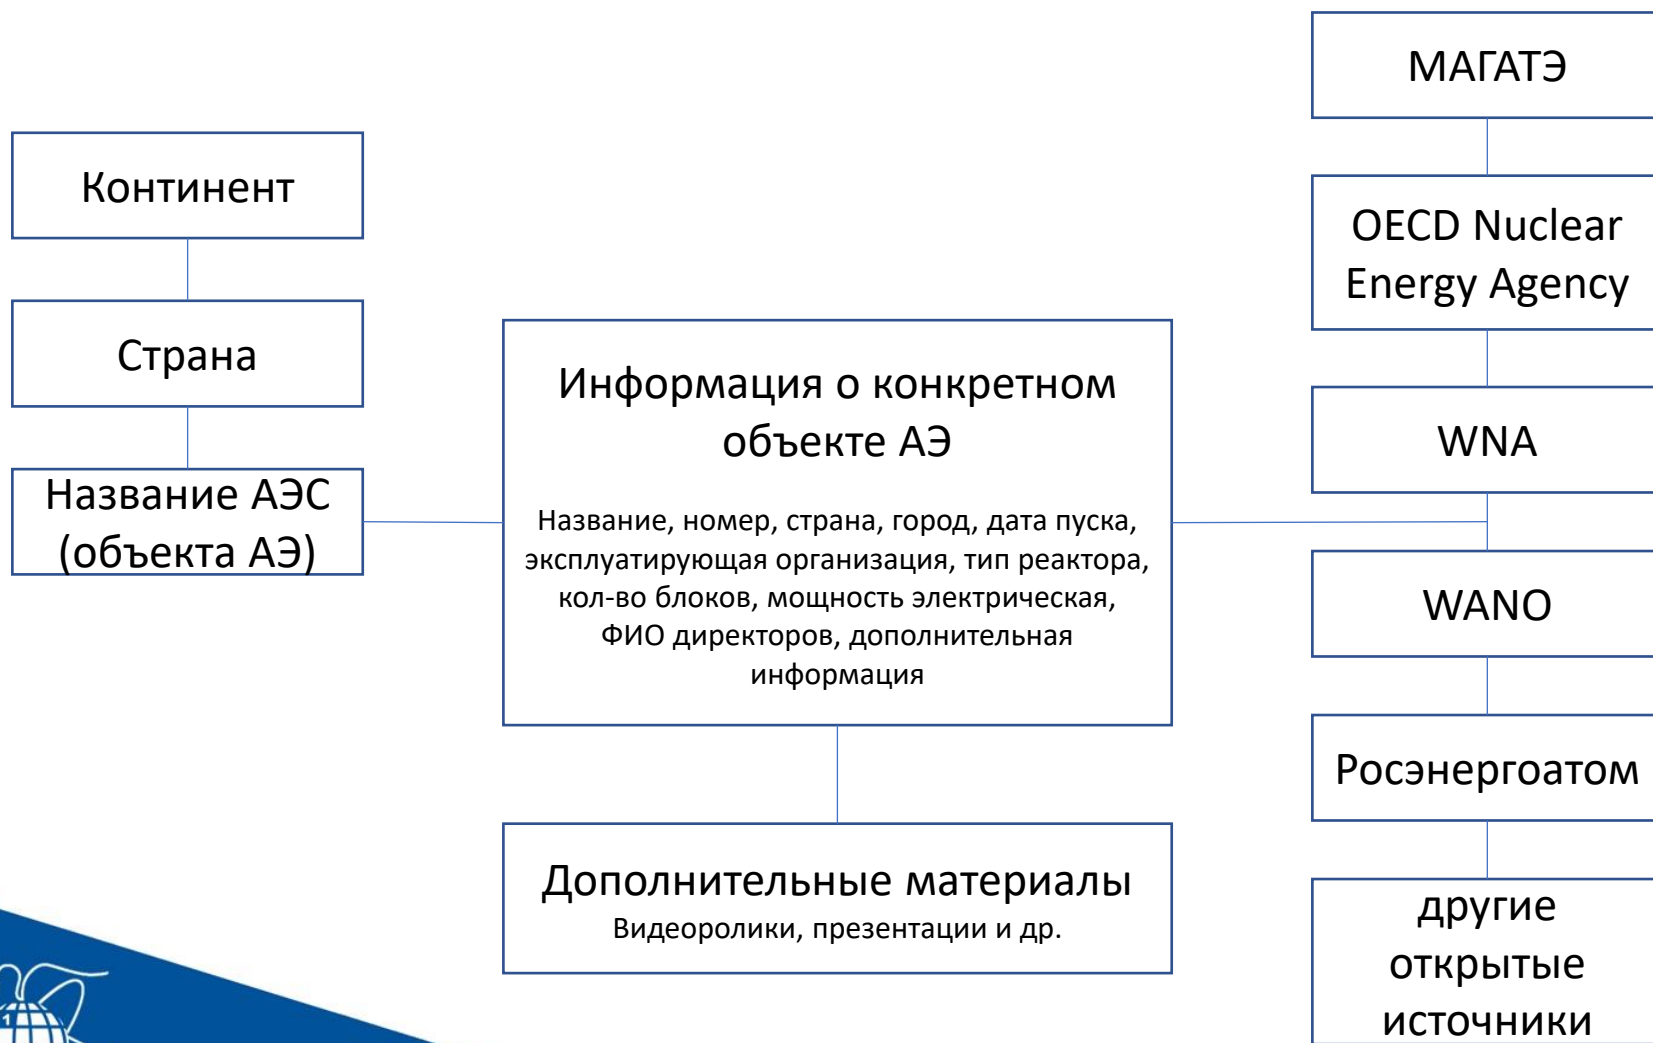 Континент
Страна
Название АЭС
(объекта АЭ)
Информация о конкретном
объекте АЭ
Название, номер, страна, город, дата пуска,
эксплуатирующая организация, тип реактора,
кол-во блоков, мощность электрическая,
ФИО директоров, дополнительная
информация
Дополнительные материалы
Видеоролики, презентации и др.
МАГАТЭ
OECD Nuclear
Energy Agency
WNA
WANO
Росэнергоатом
другие
открытые
источники
1